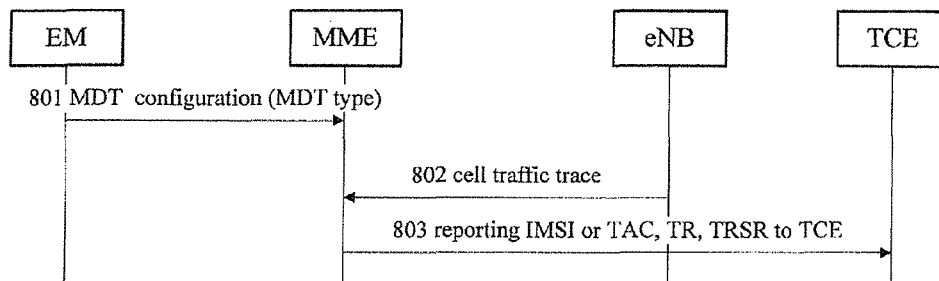 EM MME eNB TCE
801 MDT configuration (MDT type)
802 cell traffic trace
803 reporting IMSI or TAC, TR, TRSR to TCE